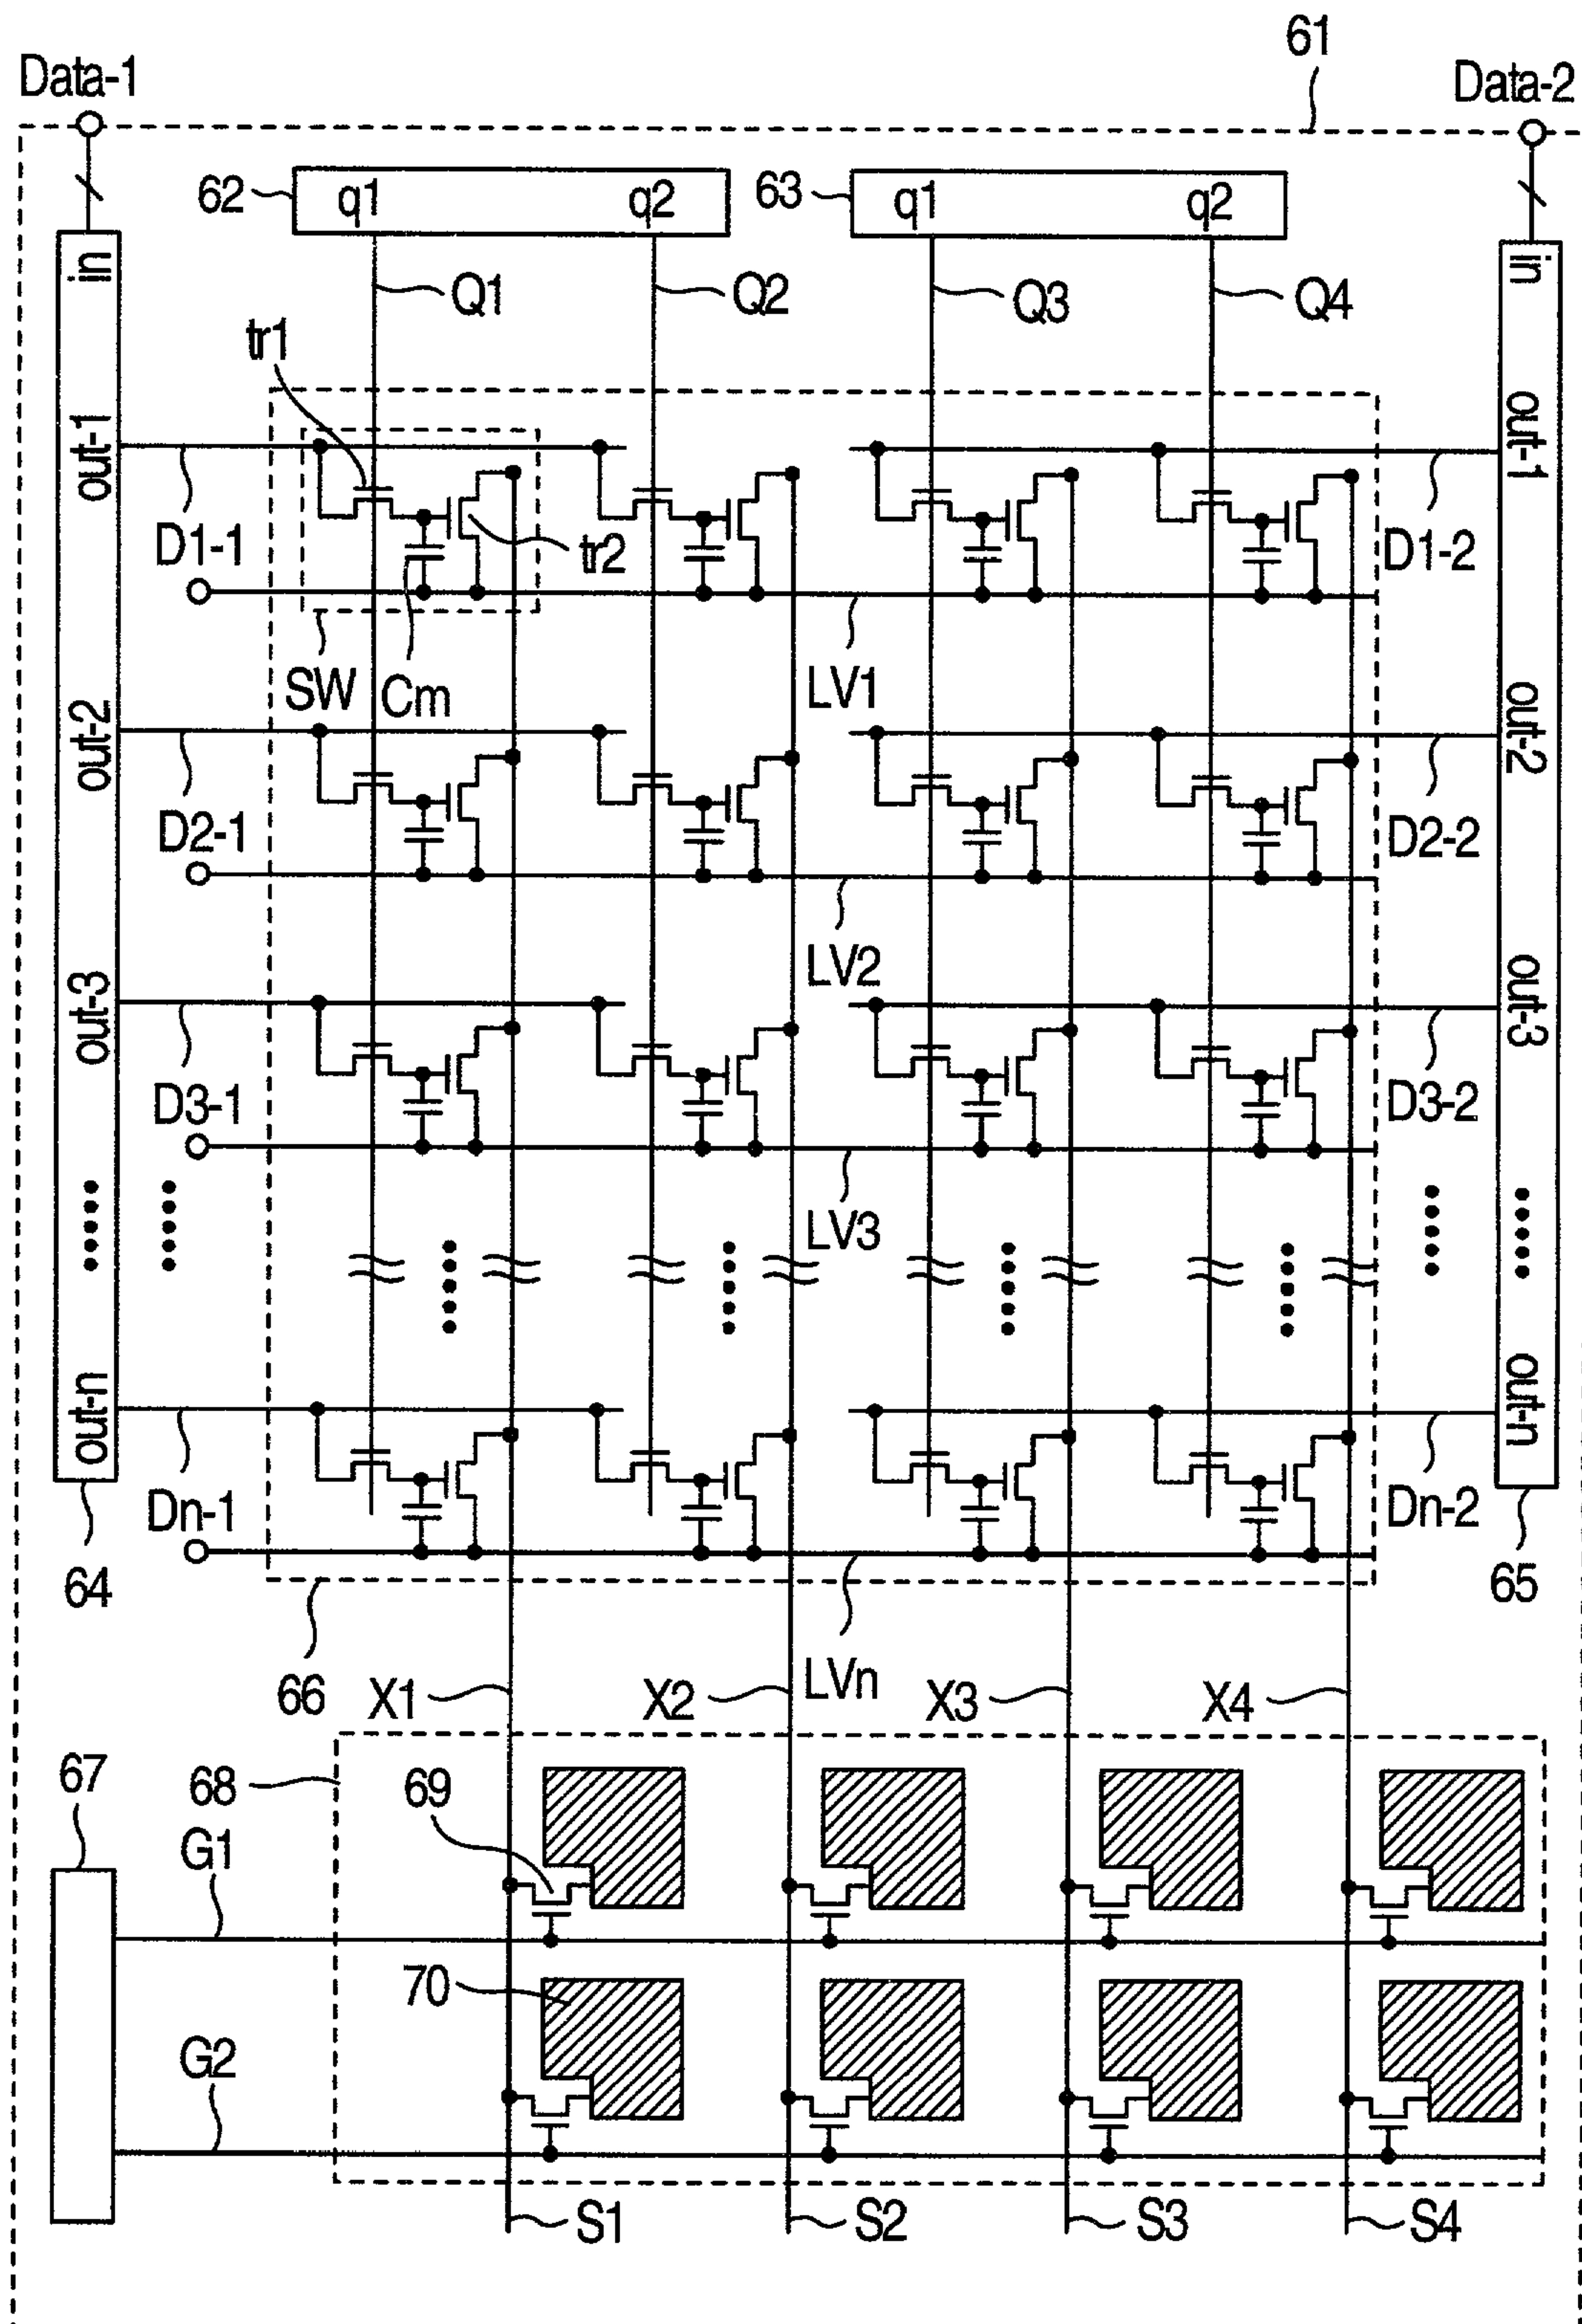 61
Data-1
Data-2
62
q1
q2
63
q1
q2
in
in
Q1
Q2
Q3
Q4
tr1
out-1
out-1
D1-1
tr2
D1-2
SW
Cm
LV1
out-2
out-2
D2-1
D2-2
LV2
out-3
out-3
D3-1
D3-2
LV3
out-n
out-n
Dn-1
Dn-2
64
65
66
X1
X2
LVn
X3
X4
67
68
69
G1
70
G2
S1
S2
S3
S4